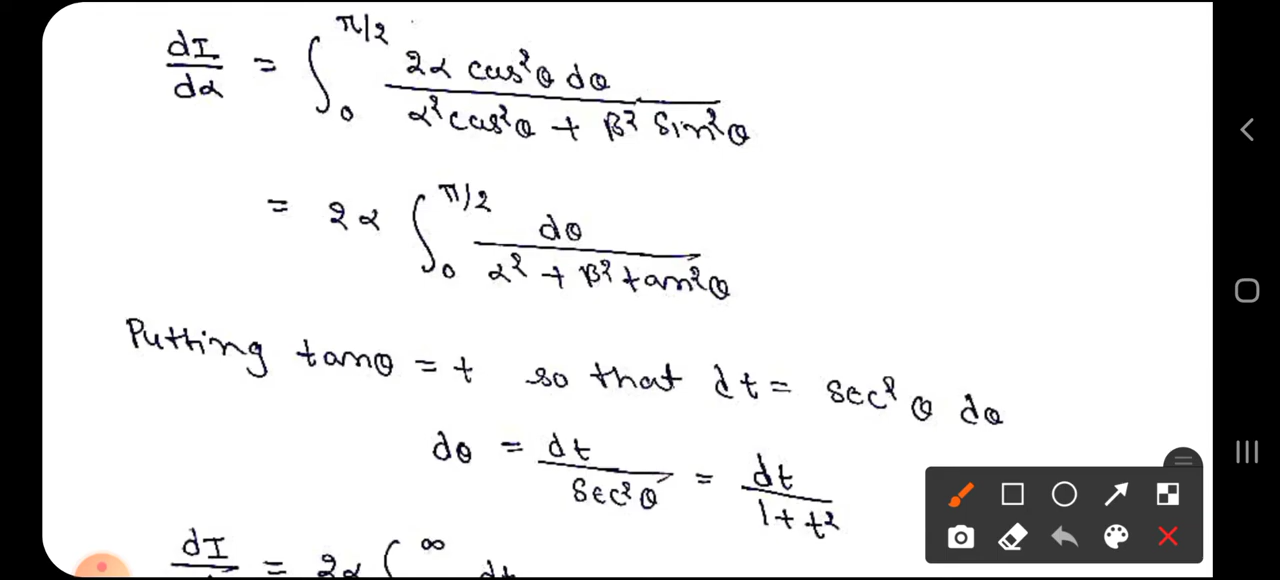 dI/dα = ∫₀^π/2 2α cos²θ dθ / α² cos²θ + β² sin²θ
= 2α ∫₀^π/2 dθ / α² + β² tan²θ
Putting tanθ = t so that dt = sec²θ dθ
dθ = dt / sec²θ = dt / 1+t²
dI = 2α ∫ ∞ dt